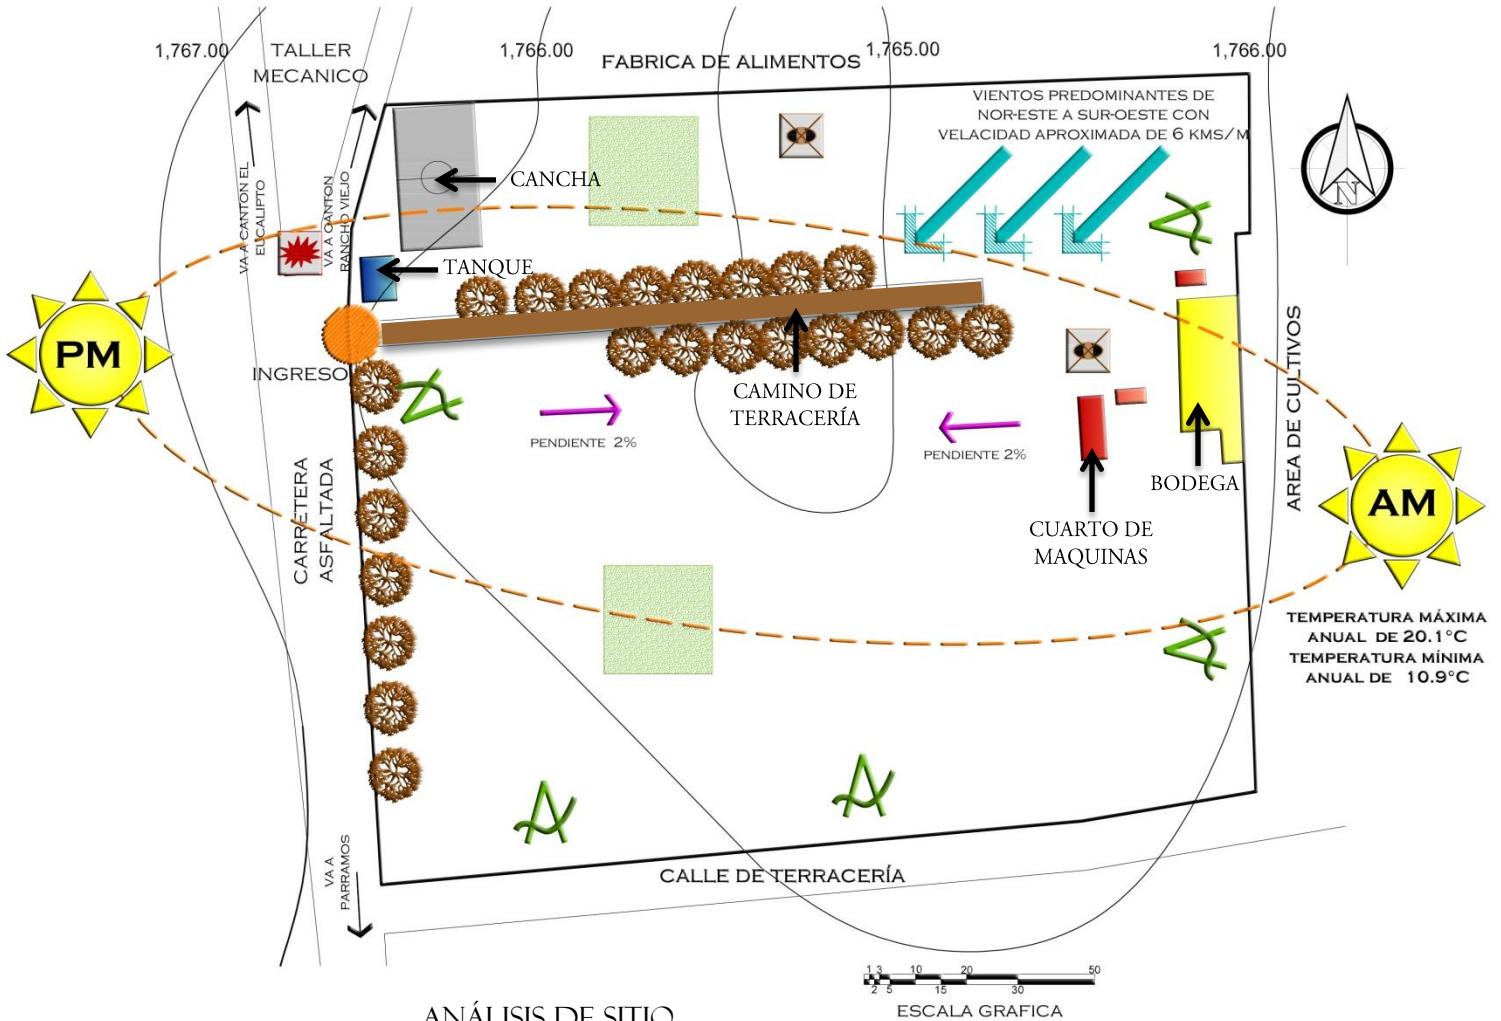 1,767.00
TALLER
MECANICO
1,766.00
FABRICA DE ALIMENTOS
1,765.00
1,766.00
VIENTOS PREDOMINANTES DE
NOR-ESTE A SUR-OESTE CON
VELACIDAD APROXIMADA DE 6 KMS/M
VA A CANTON EL
EUCALIPTO
VA A CANTON
RANCHO VIEJO
CANCHA
TANQUE
N
PM
INGRESO
CAMINO DE
TERRACERÍA
PENDIENTE 2%
PENDIENTE 2%
BODEGA
CUARTO DE
MAQUINAS
AREA DE CULTIVOS
AM
CARRETERA
ASFALTADA
TEMPERATURA MÁXIMA
ANUAL DE 20.1°C
TEMPERATURA MÍNIMA
ANUAL DE 10.9°C
VA A
PARRAMOS
CALLE DE TERRACERÍA
1 3 10 20 50
2 5 15 30
ESCALA GRAFICA
ANÁLISIS DE SITIO